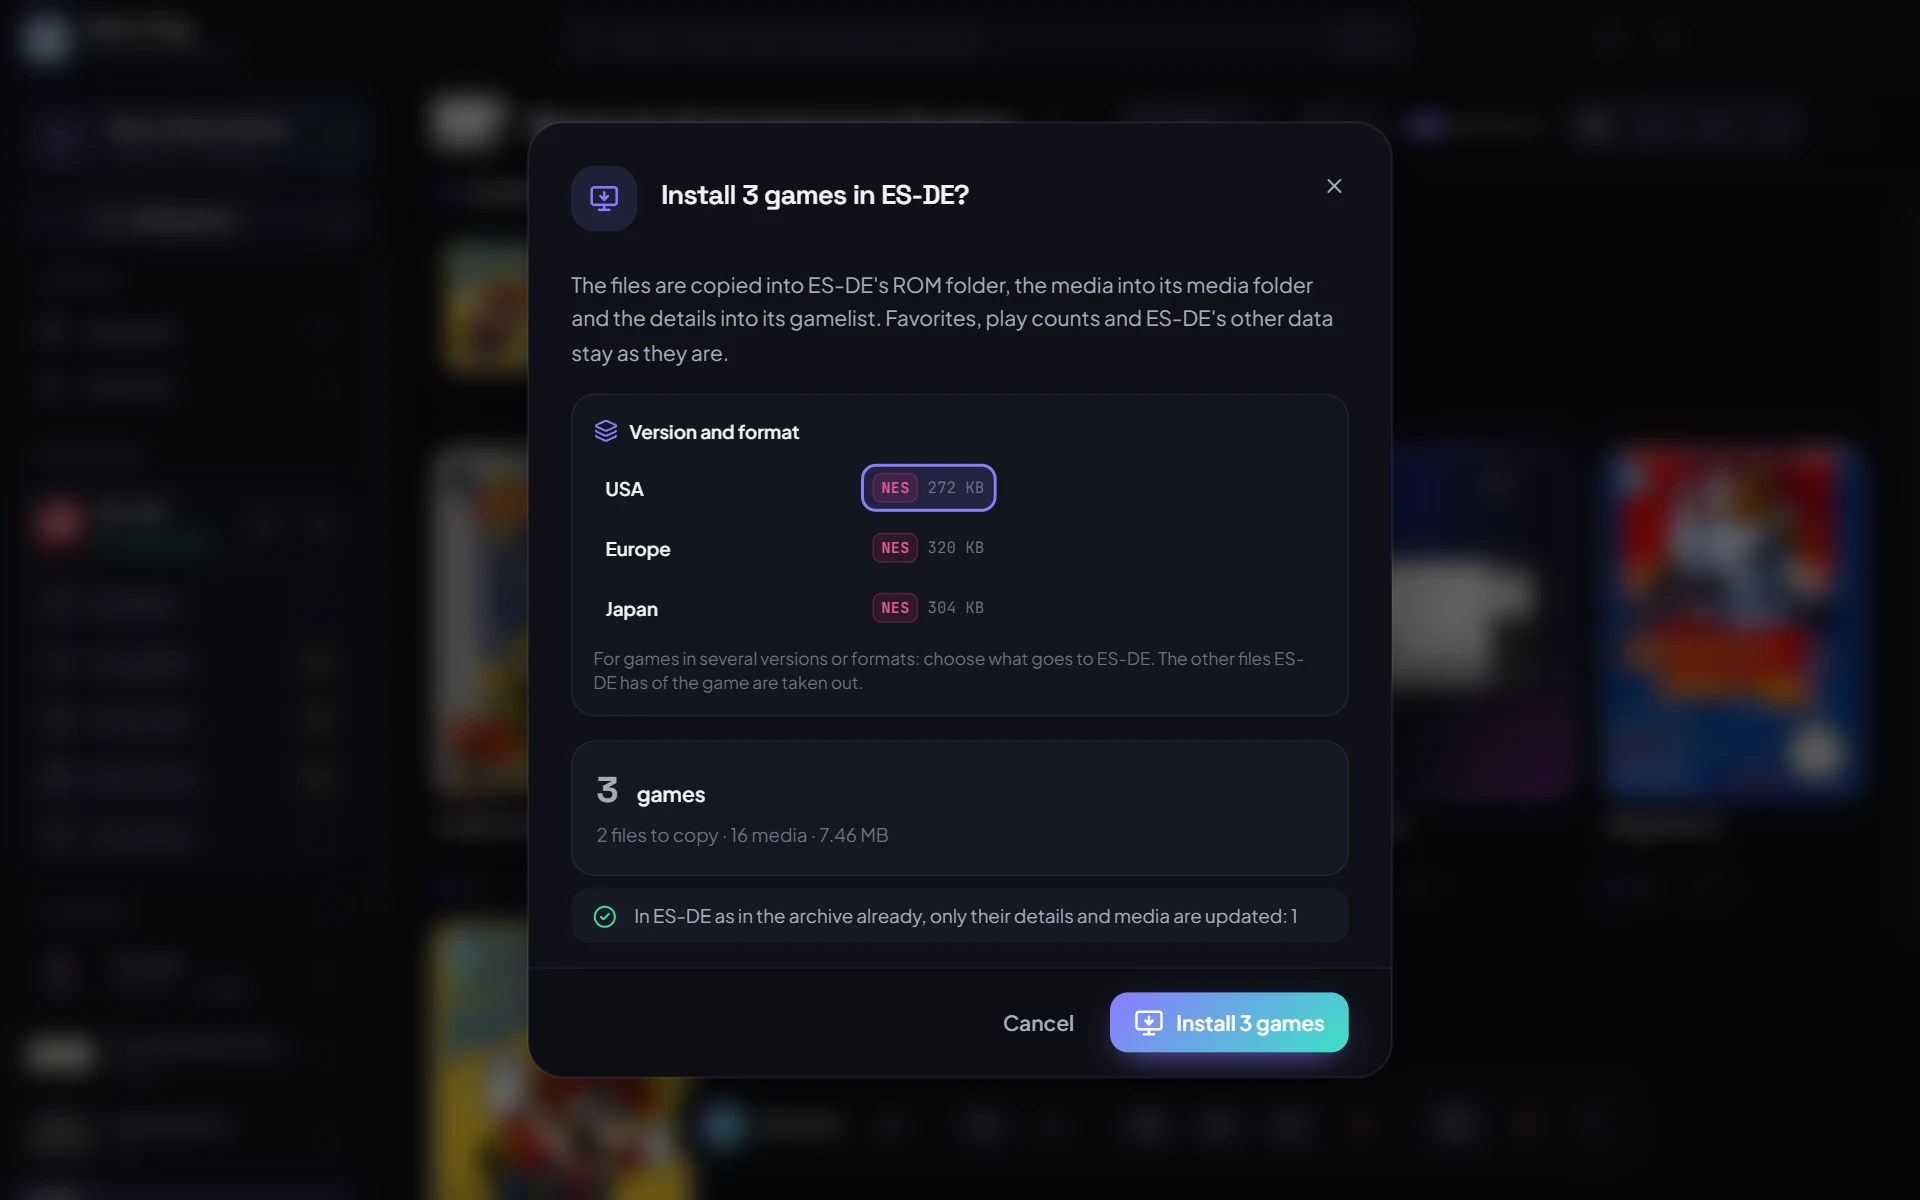 Install 3 games in ES-DE?
The files are copied into ES-DE's ROM folder, the media into its media folder
and the details into its gamelist. Favorites, play counts and ES-DE's other data
stay as they are.
Version and format
USA NES 272 KB
Europe NES 320 KB
Japan NES 304 KB
For games in several versions or formats: choose what goes to ES-DE. The other files ES-
DE has of the game are taken out.
3 games
2 files to copy · 16 media · 7.46 MB
In ES-DE as in the archive already, only their details and media are updated: 1
Cancel
Install 3 games